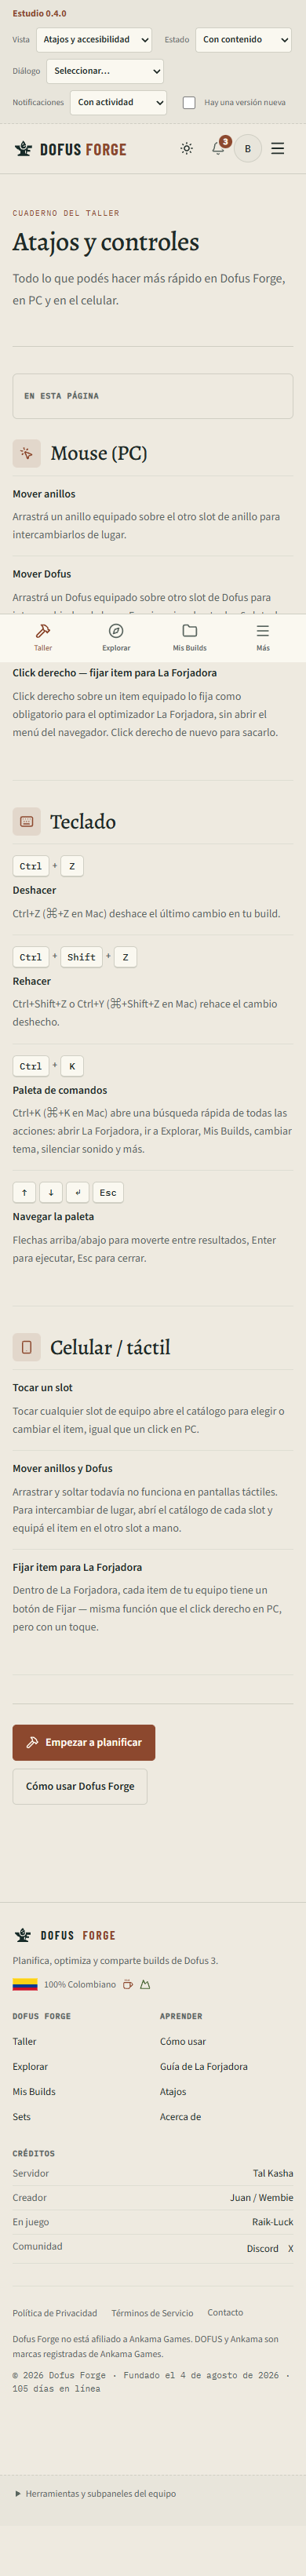 Estudio 0.4.0
Vista Atajos y accesibilidad Estado Con contenido
Diálogo Seleccionar...
Notificaciones Con actividad Hay una versión nueva
DOFUS FORGE 3 B
CUADERNO DEL TALLER
Atajos y controles
Todo lo que podés hacer más rápido en Dofus Forge,
en PC y en el celular.
EN ESTA PÁGINA
Mouse (PC)
Mover anillos
Arrastrá un anillo equipado sobre el otro slot de anillo para
intercambiarlos de lugar.
Mover Dofus
Arrastrá un Dofus equipado sobre otro slot de Dofus para
Taller Explorar Mis Builds Más
Click derecho — fijar item para La Forjadora
Click derecho sobre un item equipado lo fija como
obligatorio para el optimizador La Forjadora, sin abrir el
menú del navegador. Click derecho de nuevo para sacarlo.
Teclado
Ctrl + Z
Deshacer
Ctrl+Z (⌘+Z en Mac) deshace el último cambio en tu build.
Ctrl + Shift + Z
Rehacer
Ctrl+Shift+Z o Ctrl+Y (⌘+Shift+Z en Mac) rehace el cambio
deshecho.
Ctrl + K
Paleta de comandos
Ctrl+K (⌘+K en Mac) abre una búsqueda rápida de todas las
acciones: abrir La Forjadora, ir a Explorar, Mis Builds, cambiar
tema, silenciar sonido y más.
↑ ↓ ↵ Esc
Navegar la paleta
Flechas arriba/abajo para moverte entre resultados, Enter
para ejecutar, Esc para cerrar.
Celular / táctil
Tocar un slot
Tocar cualquier slot de equipo abre el catálogo para elegir o
cambiar el item, igual que un click en PC.
Mover anillos y Dofus
Arrastrar y soltar todavía no funciona en pantallas táctiles.
Para intercambiar de lugar, abrí el catálogo de cada slot y
equipá el item en el otro slot a mano.
Fijar item para La Forjadora
Dentro de La Forjadora, cada item de tu equipo tiene un
botón de Fijar — misma función que el click derecho en PC,
pero con un toque.
Empezar a planificar
Cómo usar Dofus Forge
DOFUS FORGE
Planifica, optimiza y comparte builds de Dofus 3.
100% Colombiano
DOFUS FORGE APRENDER
Taller Cómo usar
Explorar Guía de La Forjadora
Mis Builds Atajos
Sets Acerca de
CRÉDITOS
Servidor Tal Kasha
Creador Juan / Wembie
En juego Raik-Luck
Comunidad Discord X
Política de Privacidad Términos de Servicio Contacto
Dofus Forge no está afiliado a Ankama Games. DOFUS y Ankama son
marcas registradas de Ankama Games.
© 2026 Dofus Forge · Fundado el 4 de agosto de 2026 ·
105 días en línea
▶ Herramientas y subpaneles del equipo